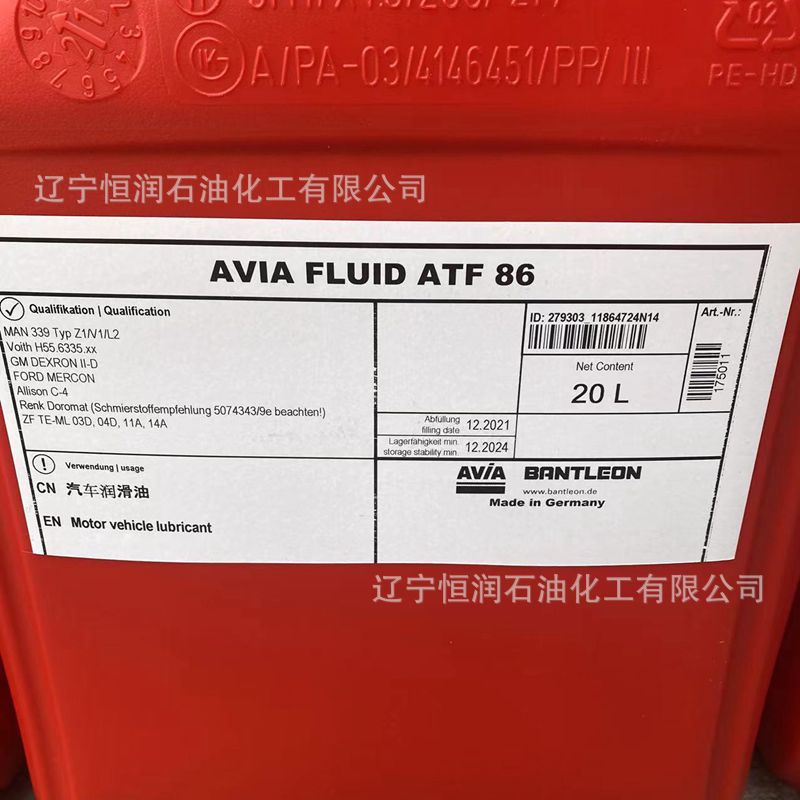 A/PA-03/4146451/PP/ III
02
PE-HD
辽宁恒润石油化工有限公司
AVIA FLUID ATF 86
Qualifikation | Qualification
MAN 339 Typ Z1/V1/L2
Voith H55.6335.xx
GM DEXRON II-D
FORD MERCON
Allison C-4
Renk Doromat (Schmierstoffempfehlung 5074343/9e beachten!)
ZF TE-ML 03D, 04D, 11A, 14A
ID: 279303_11864724N14
Art.-Nr.:
175011
Net Content
20 L
Abfüllung
filling date 12.2021
Lagerfähigkeit min.
storage stability min. 12.2024
Verwendung | usage
CN 汽车润滑油
EN Motor vehicle lubricant
AVIA BANTLEON
www.bantleon.de
Made in Germany
辽宁恒润石油化工有限公司